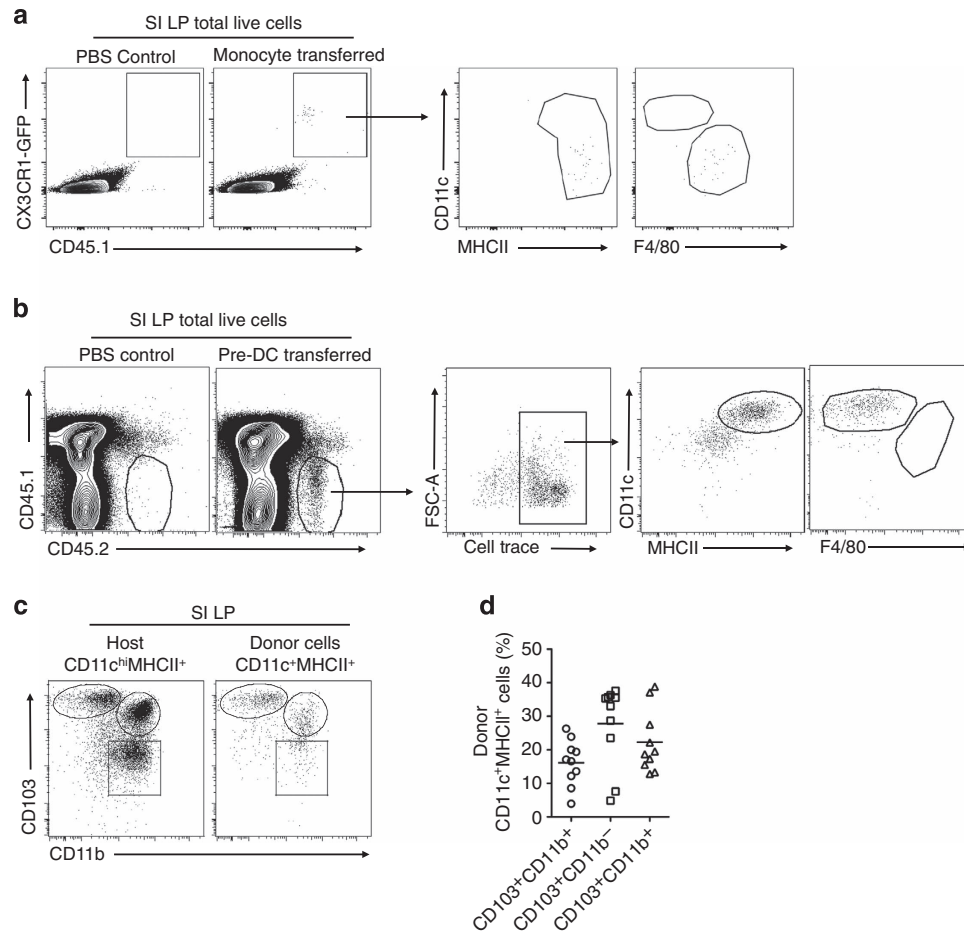 a
SI LP total live cells
PBS Control
Monocyte transferred
CX3CR1-GFP
CD45.1
CD11c
MHCII
F4/80
b
SI LP total live cells
PBS control
Pre-DC transferred
CD45.1
CD45.2
FSC-A
Cell trace
CD11c
MHCII
F4/80
c
SI LP
Host
CD11c^hiMHCII⁺
Donor cells
CD11c⁺MHCII⁺
CD103
CD11b
d
Donor
CD11c⁺MHCII⁺ cells (%)
50
40
30
20
10
0
CD103⁺CD11b⁺
CD103⁺CD11b⁻
CD103⁺CD11b⁺